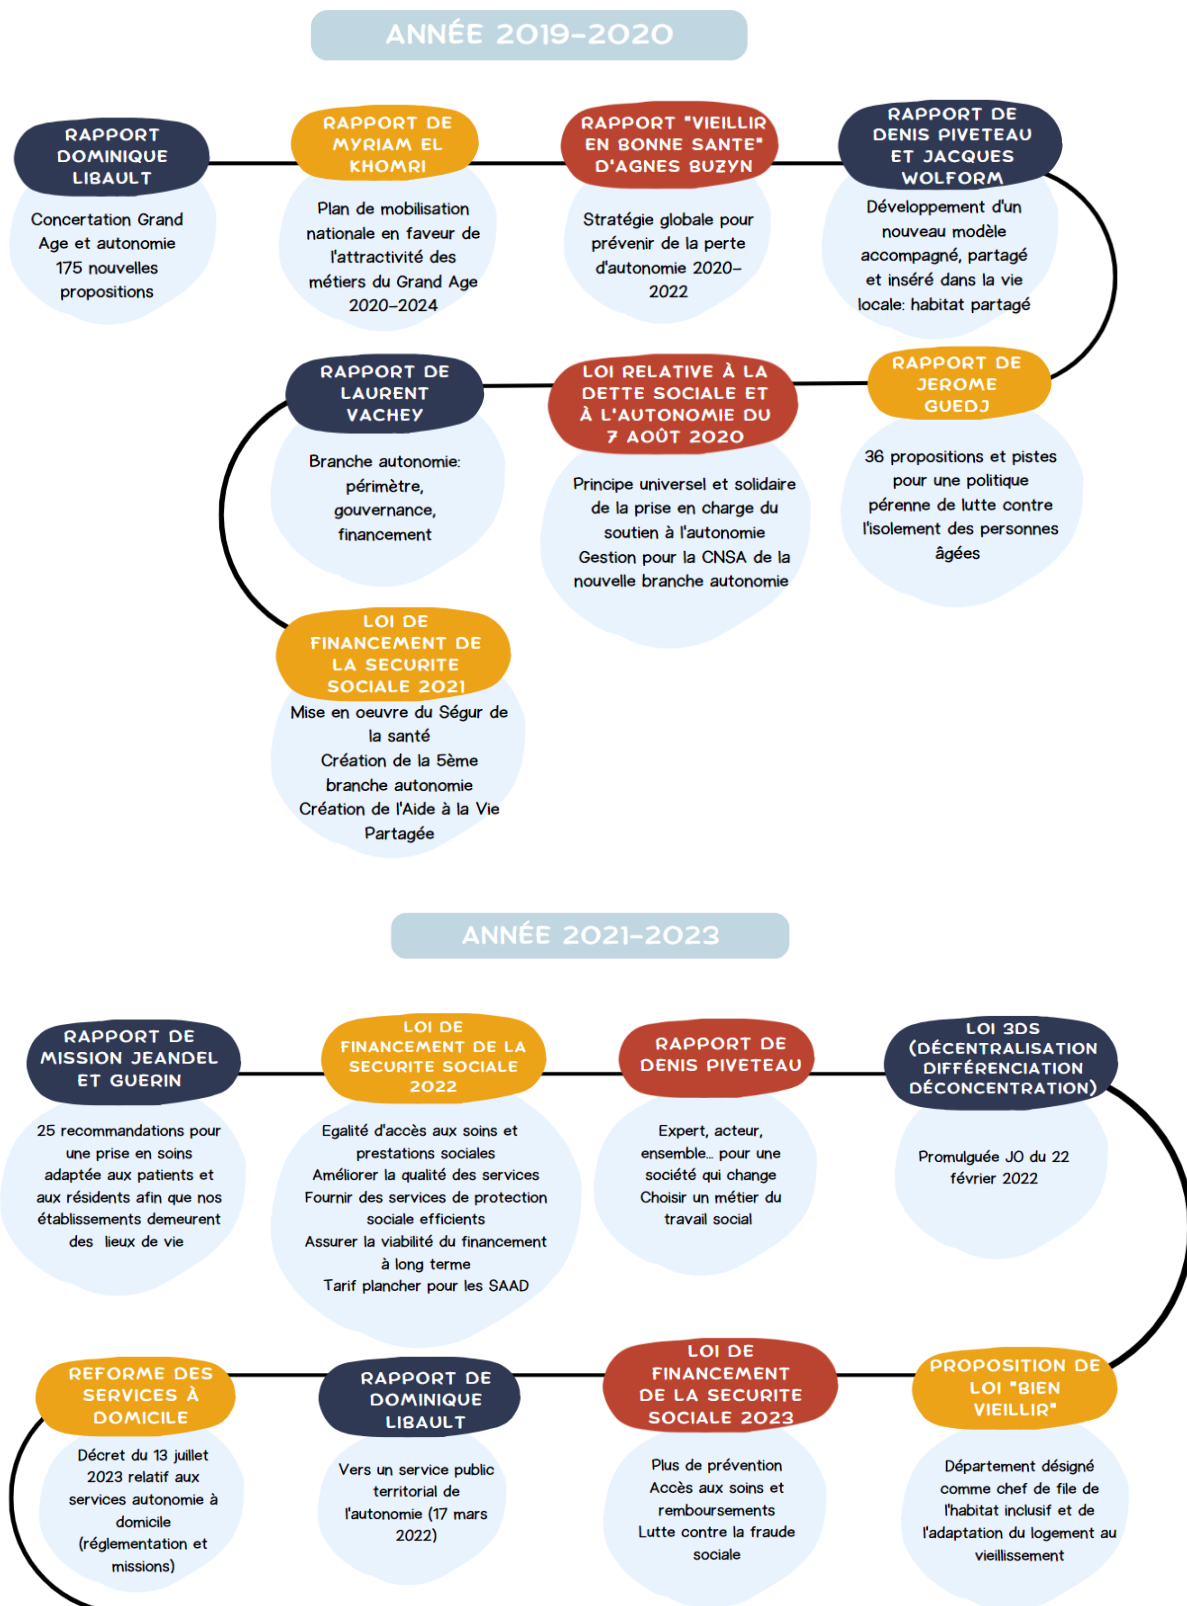 ANNÉE 2019-2020
RAPPORT
DOMINIQUE
LIBAULT
Concertation Grand
Age et autonomie
175 nouvelles
propositions
RAPPORT DE
MYRIAM EL
KHOMRI
Plan de mobilisation
nationale en faveur de
l'attractivité des
métiers du Grand Age
2020-2024
RAPPORT "VIEILLIR
EN BONNE SANTE"
D'AGNES BUZYN
Stratégie globale pour
prévenir de la perte
d'autonomie 2020-
2022
RAPPORT DE
DENIS PIVETEAU
ET JACQUES
WOLFORM
Développement d'un
nouveau modèle
accompagné, partagé
et inséré dans la vie
locale: habitat partagé
RAPPORT DE
JEROME
GUEDJ
36 propositions et pistes
pour une politique
pérenne de lutte contre
l'isolement des personnes
âgées
LOI RELATIVE À LA
DETTE SOCIALE ET
À L'AUTONOMIE DU
7 AOÛT 2020
Principe universel et solidaire
de la prise en charge du
soutien à l'autonomie
Gestion pour la CNSA de la
nouvelle branche autonomie
RAPPORT DE
LAURENT
VACHEY
Branche autonomie:
périmètre,
gouvernance,
financement
LOI DE
FINANCEMENT DE
LA SECURITE
SOCIALE 2021
Mise en oeuvre du Ségur de
la santé
Création de la 5ème
branche autonomie
Création de l'Aide à la Vie
Partagée
ANNÉE 2021-2023
RAPPORT DE
MISSION JEANDEL
ET GUERIN
25 recommandations pour
une prise en soins
adaptée aux patients et
aux résidents afin que nos
établissements demeurent
des lieux de vie
LOI DE
FINANCEMENT DE LA
SECURITE SOCIALE
2022
Egalité d'accès aux soins et
prestations sociales
Améliorer la qualité des services
Fournir des services de protection
sociale efficients
Assurer la viabilité du financement
à long terme
Tarif plancher pour les SAAD
RAPPORT DE
DENIS PIVETEAU
Expert, acteur,
ensemble... pour une
société qui change
Choisir un métier du
travail social
LOI 3DS
(DÉCENTRALISATION
DIFFÉRENCIATION
DÉCONCENTRATION)
Promulguée JO du 22
février 2022
PROPOSITION DE
LOI "BIEN
VIEILLIR"
Département désigné
comme chef de file de
l'habitat inclusif et de
l'adaptation du logement au
vieillissement
LOI DE
FINANCEMENT
DE LA SECURITE
SOCIALE 2023
Plus de prévention
Accès aux soins et
remboursements
Lutte contre la fraude
sociale
RAPPORT DE
DOMINIQUE
LIBAULT
Vers un service public
territorial de
l'autonomie (17 mars
2022)
REFORME DES
SERVICES À
DOMICILE
Décret du 13 juillet
2023 relatif aux
services autonomie à
domicile
(réglementation et
missions)